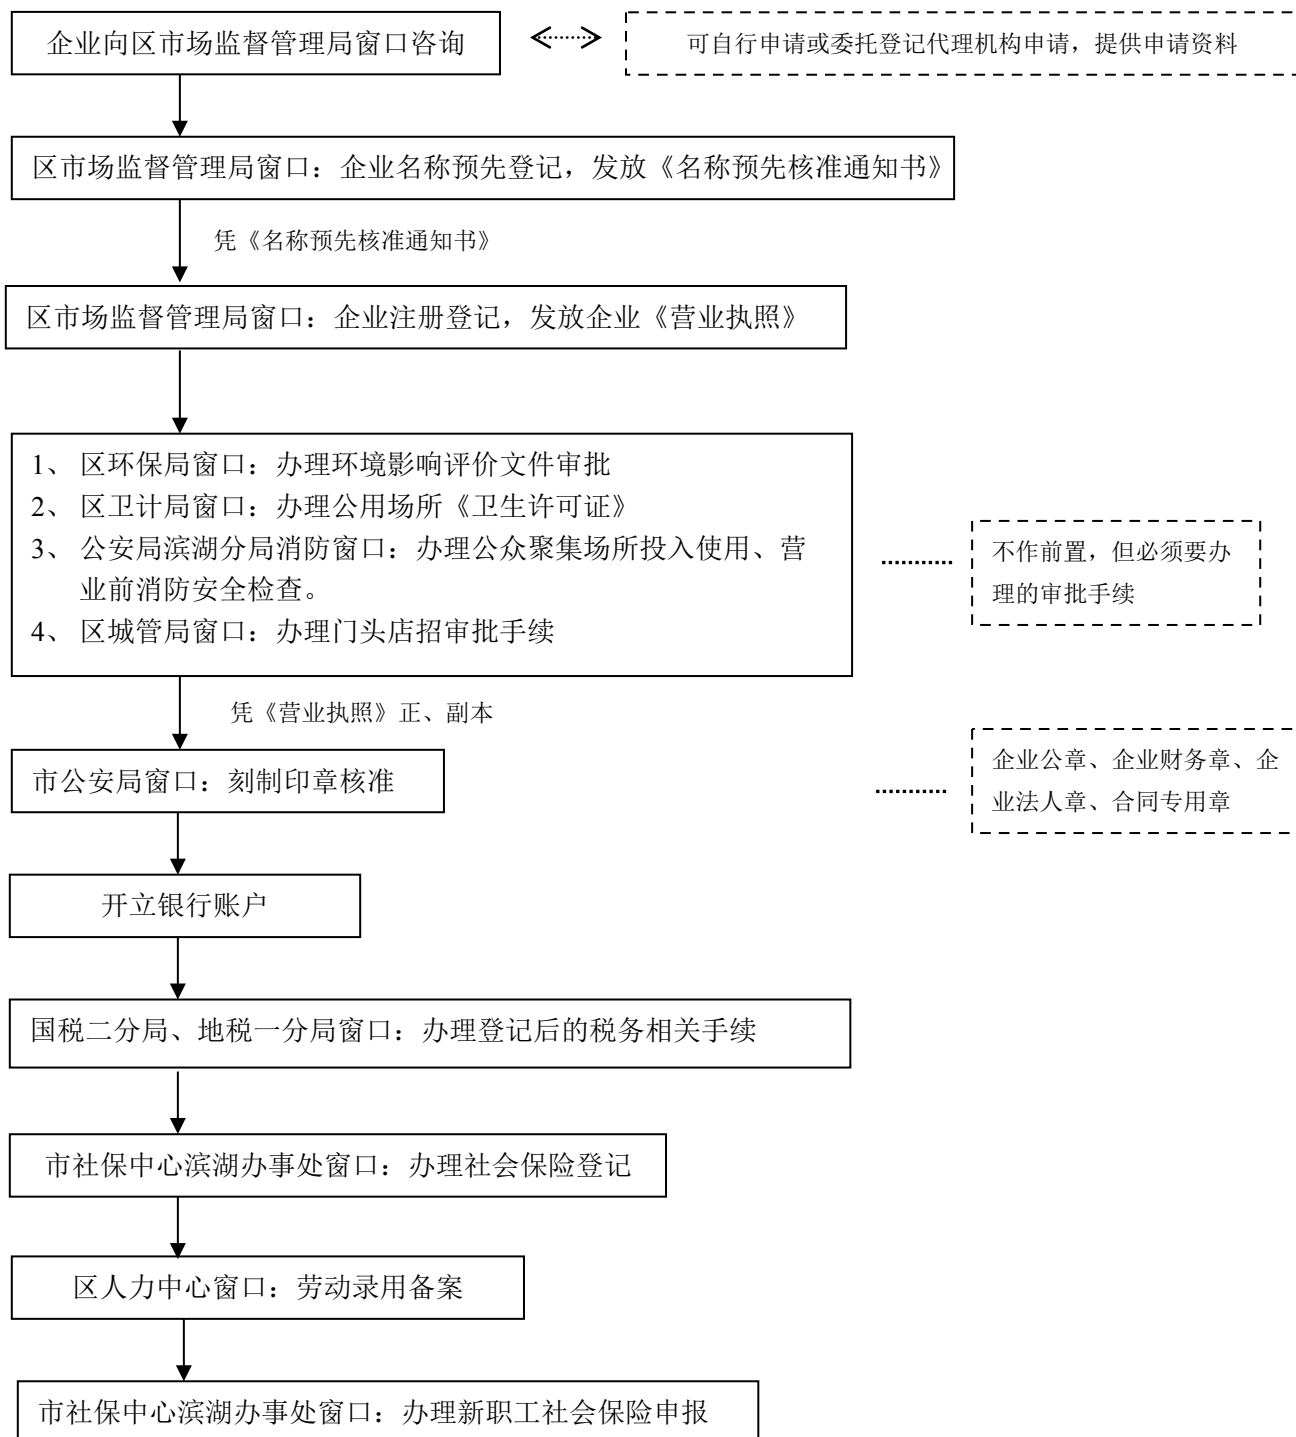 企业向区市场监督管理局窗口咨询
可自行申请或委托登记代理机构申请，提供申请资料
区市场监督管理局窗口：企业名称预先登记，发放《名称预先核准通知书》
凭《名称预先核准通知书》
区市场监督管理局窗口：企业注册登记，发放企业《营业执照》
1、 区环保局窗口：办理环境影响评价文件审批
2、 区卫计局窗口：办理公用场所《卫生许可证》
3、 公安局滨湖分局消防窗口：办理公众聚集场所投入使用、营
业前消防安全检查。
4、 区城管局窗口：办理门头店招审批手续
不作前置，但必须要办
理的审批手续
凭《营业执照》正、副本
市公安局窗口：刻制印章核准
企业公章、企业财务章、企
业法人章、合同专用章
开立银行账户
国税二分局、地税一分局窗口：办理登记后的税务相关手续
市社保中心滨湖办事处窗口：办理社会保险登记
区人力中心窗口：劳动录用备案
市社保中心滨湖办事处窗口：办理新职工社会保险申报